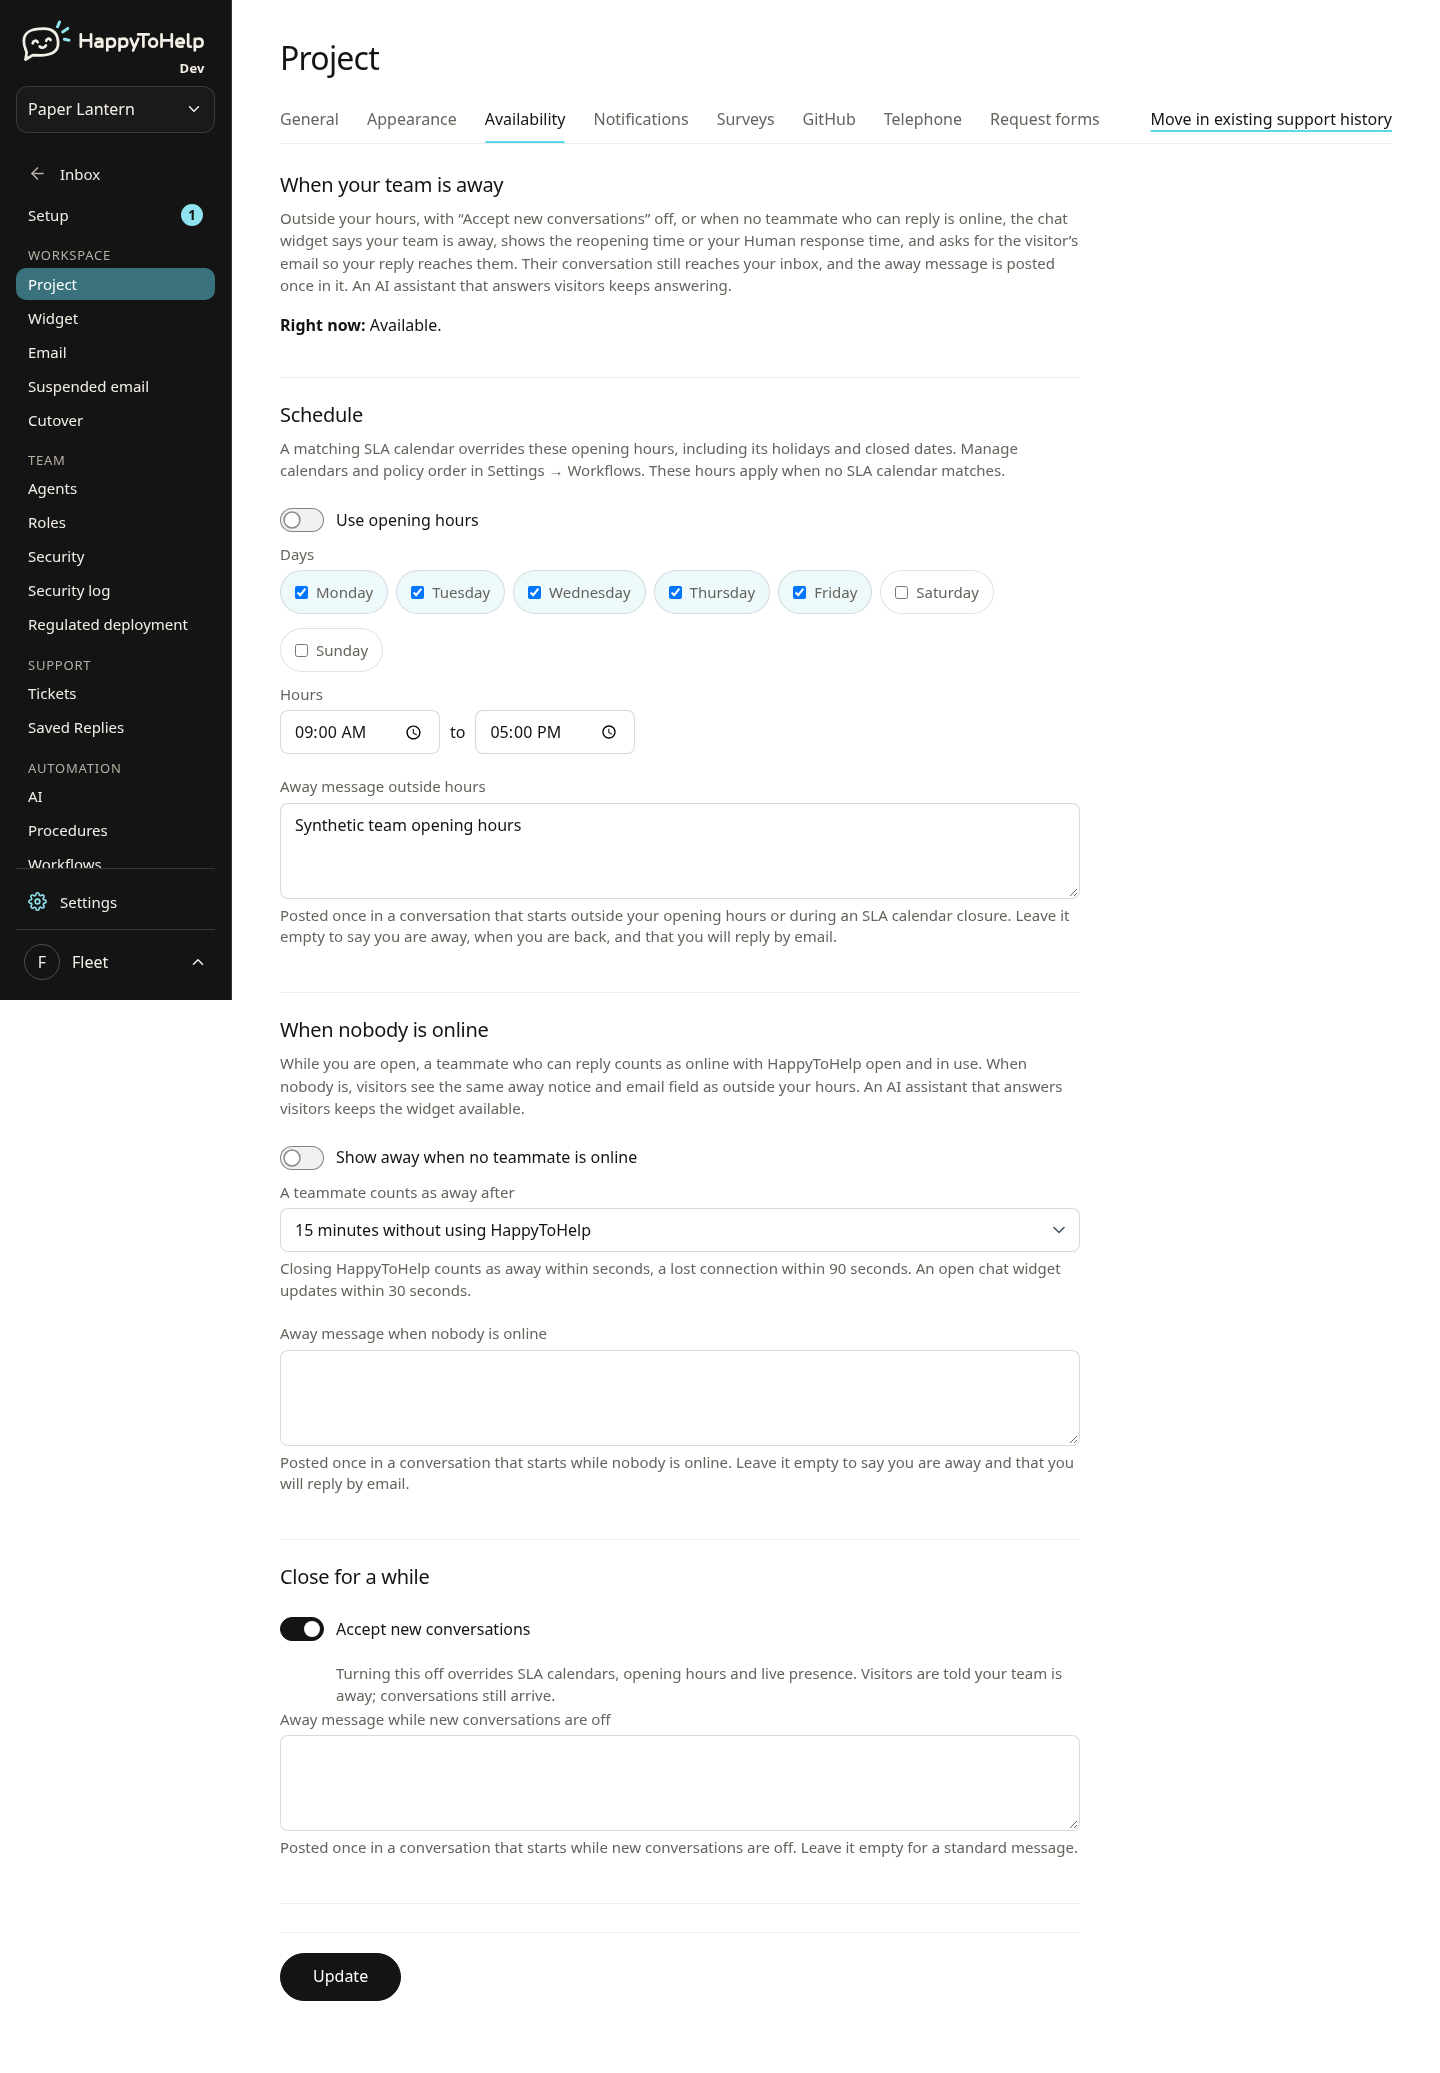 HappyToHelp
Dev
Paper Lantern
Inbox
Setup
1
WORKSPACE
Project
Widget
Email
Suspended email
Cutover
TEAM
Agents
Roles
Security
Security log
Regulated deployment
SUPPORT
Tickets
Saved Replies
AUTOMATION
AI
Procedures
Workflows
Settings
F
Fleet
Project
General
Appearance
Availability
Notifications
Surveys
GitHub
Telephone
Request forms
Move in existing support history
When your team is away
Outside your hours, with “Accept new conversations” off, or when no teammate who can reply is online, the chat
widget says your team is away, shows the reopening time or your Human response time, and asks for the visitor’s
email so your reply reaches them. Their conversation still reaches your inbox, and the away message is posted
once in it. An AI assistant that answers visitors keeps answering.
Right now: Available.
Schedule
A matching SLA calendar overrides these opening hours, including its holidays and closed dates. Manage
calendars and policy order in Settings → Workflows. These hours apply when no SLA calendar matches.
Use opening hours
Days
Monday
Tuesday
Wednesday
Thursday
Friday
Saturday
Sunday
Hours
09:00 AM
to
05:00 PM
Away message outside hours
Synthetic team opening hours
Posted once in a conversation that starts outside your opening hours or during an SLA calendar closure. Leave it
empty to say you are away, when you are back, and that you will reply by email.
When nobody is online
While you are open, a teammate who can reply counts as online with HappyToHelp open and in use. When
nobody is, visitors see the same away notice and email field as outside your hours. An AI assistant that answers
visitors keeps the widget available.
Show away when no teammate is online
A teammate counts as away after
15 minutes without using HappyToHelp
Closing HappyToHelp counts as away within seconds, a lost connection within 90 seconds. An open chat widget
updates within 30 seconds.
Away message when nobody is online
Posted once in a conversation that starts while nobody is online. Leave it empty to say you are away and that you
will reply by email.
Close for a while
Accept new conversations
Turning this off overrides SLA calendars, opening hours and live presence. Visitors are told your team is
away; conversations still arrive.
Away message while new conversations are off
Posted once in a conversation that starts while new conversations are off. Leave it empty for a standard message.
Update